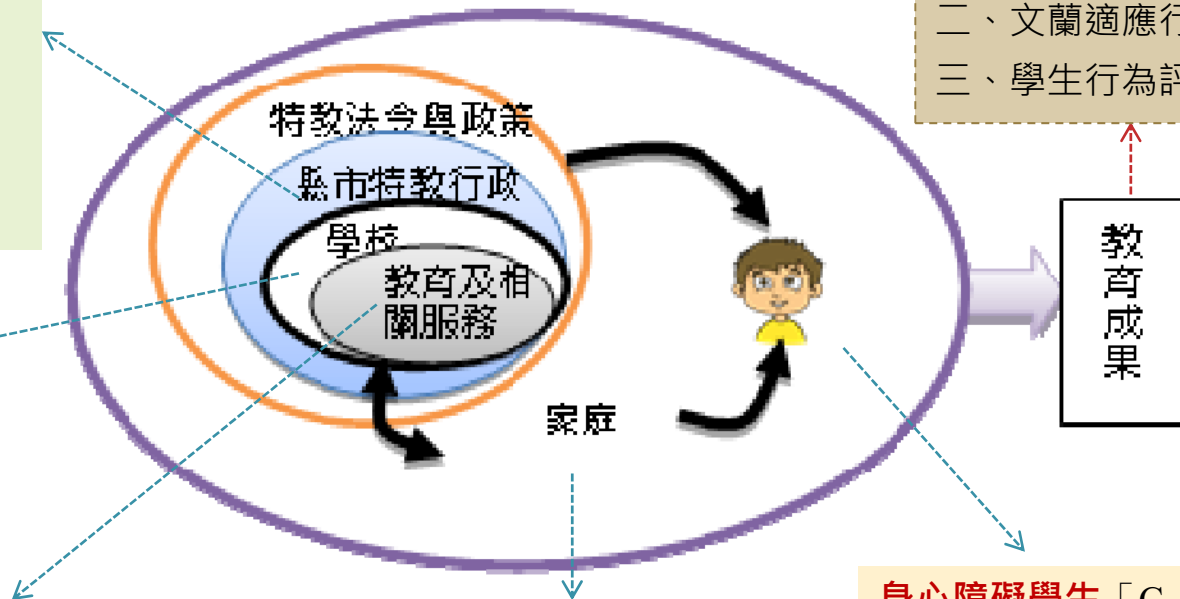 二、文蘭適應行
三、學生行為評
特教法令與政策
縣市特教行政
學校
教育及相
關服務
家庭
教
育
成
果
身心障礙學生「C